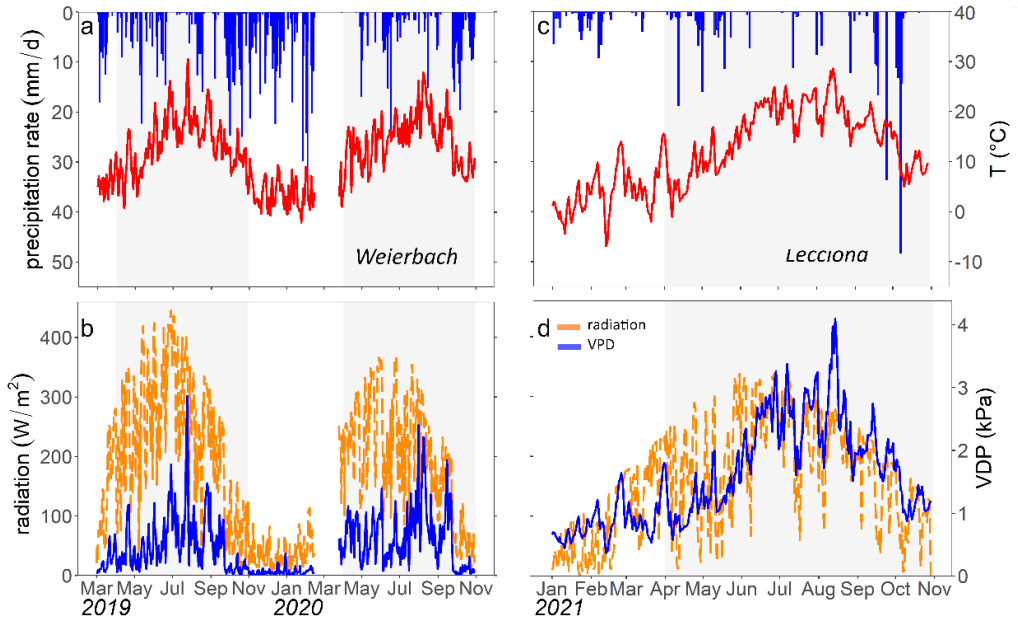 a
c
0
10
20
30
40
50
precipitation rate (mm/d)
Weierbach
Lecciona
40
30
20
10
0
-10
T (°C)
b
d
radiation
VPD
400
300
200
100
0
radiation (W/m²)
4
3
2
1
0
VDP (kPa)
Mar May Jul Sep Nov Jan Mar May Jul Sep Nov
2019 2020
Jan Feb Mar Apr May Jun Jul Aug Sep Oct Nov
2021